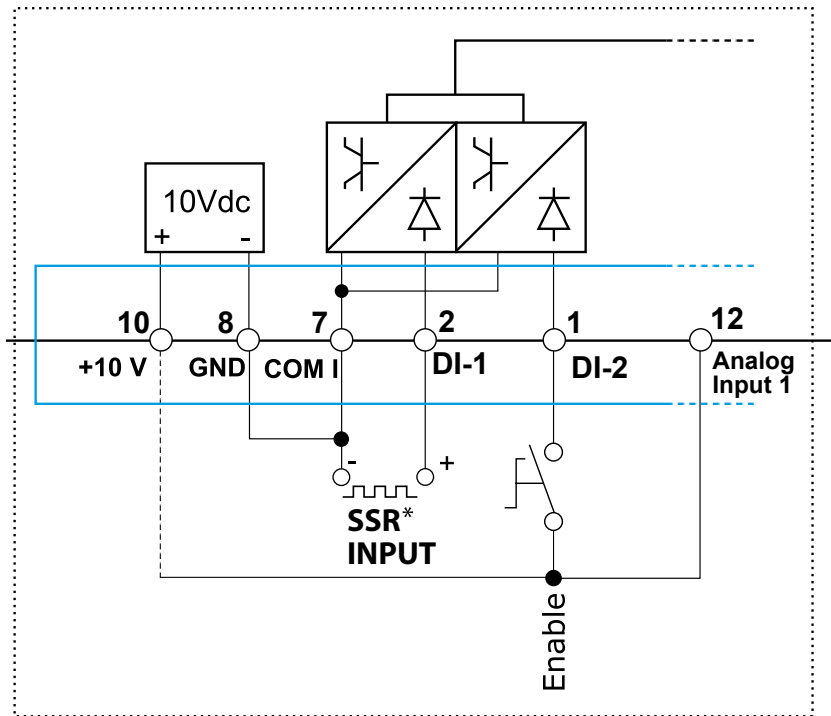 10Vdc
+ -
10 8 7 2 1 12
+10 V GND COM I DI-1 DI-2 Analog
Input 1
- +
SSR*
INPUT
Enable